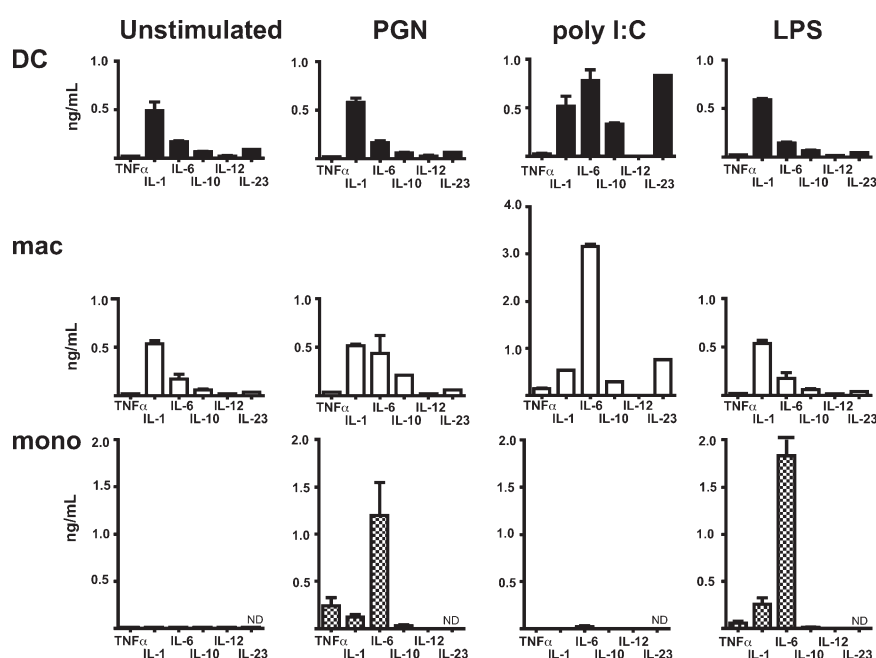 Unstimulated PGN poly I:C LPS
DC
1.0 1.0 1.0 1.0
ng/mL
0.5 0.5 0.5 0.5
TNFα IL-6 IL-12 TNFα IL-6 IL-12 TNFα IL-6 IL-12 TNFα IL-6 IL-12
IL-1 IL-10 IL-23 IL-1 IL-10 IL-23 IL-1 IL-10 IL-23 IL-1 IL-10 IL-23
mac
4.0
3.0
1.0 1.0 2.0 1.0
ng/mL
0.5 0.5 1.0 0.5
TNFα IL-6 IL-12 TNFα IL-6 IL-12 TNFα IL-6 IL-12 TNFα IL-6 IL-12
IL-1 IL-10 IL-23 IL-1 IL-10 IL-23 IL-1 IL-10 IL-23 IL-1 IL-10 IL-23
mono
2.0 2.0 2.0 2.0
1.5 1.5 1.5 1.5
ng/mL
1.0 1.0 1.0 1.0
0.5 0.5 0.5 0.5
ND ND ND ND
TNFα IL-6 IL-12 TNFα IL-6 IL-12 TNFα IL-6 IL-12 TNFα IL-6 IL-12
IL-1 IL-10 IL-23 IL-1 IL-10 IL-23 IL-1 IL-10 IL-23 IL-1 IL-10 IL-23